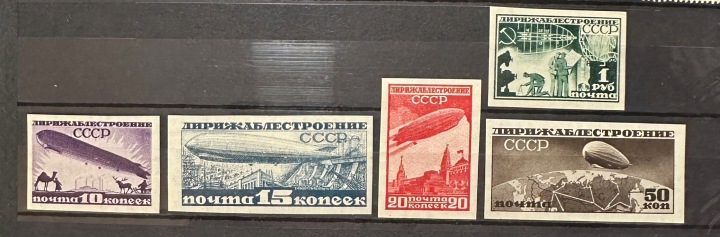 ДИРИЖАБЛЕСТРОЕНИЕ
СССР
1
РУБ
почта
ДИРИЖАБЛЕСТРОЕНИЕ
СССР
почта 10 копеек
ДИРИЖАБЛЕСТРОЕНИЕ
СССР
почта 15 копеек
ДИРИЖАБЛЕСТРОЕНИЕ
СССР
20 почта копеек 20
ДИРИЖАБЛЕСТРОЕНИЕ
СССР
почта
50
коп